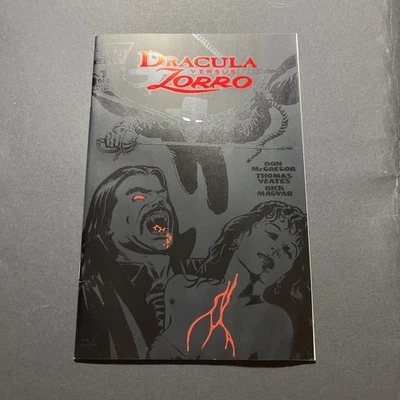 DRACULA
VERSUS
ZORRO
DON
MCGREGOR
THOMAS
YEATES
RICK
MAGYAR